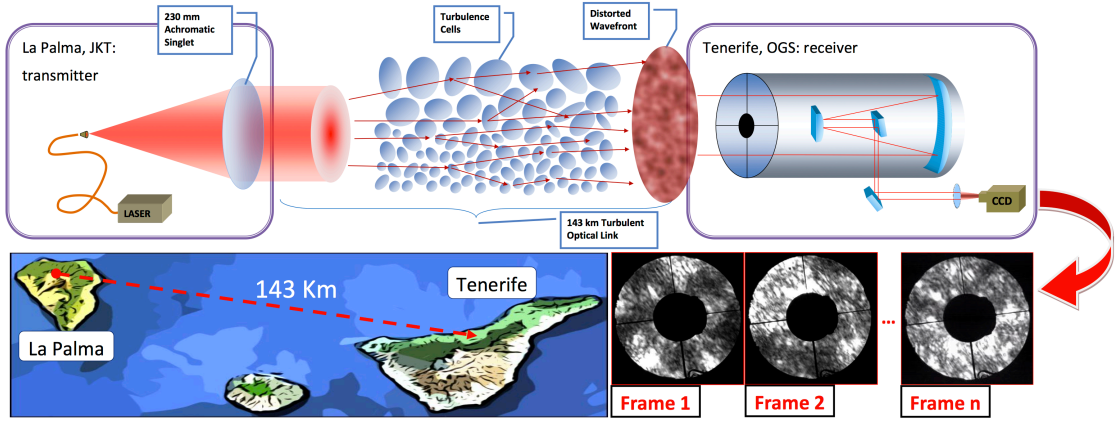 La Palma, JKT:
transmitter
230 mm
Achromatic
Singlet
Turbulence
Cells
Distorted
Wavefront
Tenerife, OGS: receiver
LASER
CCD
143 km Turbulent
Optical Link
143 Km
Tenerife
La Palma
...
Frame 1
Frame 2
Frame n